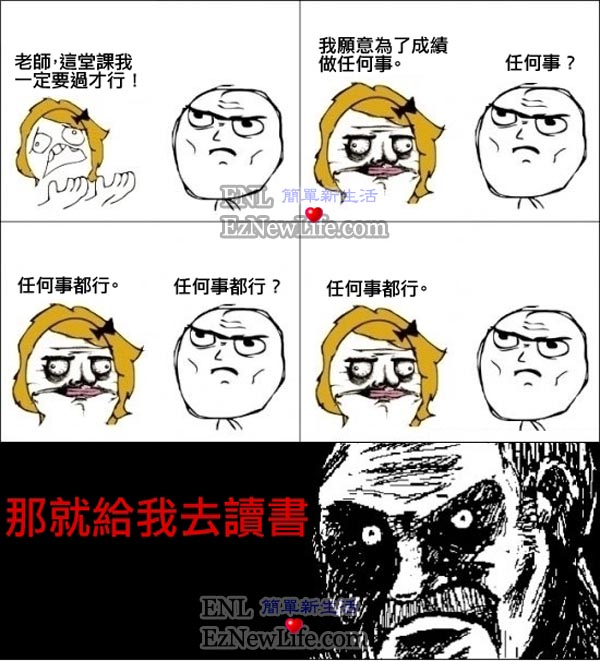 老師，這堂課我
一定要過才行！
我願意為了成績
做任何事。
任何事？
ENL 簡單新生活
EzNewLife.com
任何事都行。
任何事都行？
任何事都行。
那就給我去讀書
ENL 簡單新生活
EzNewLife.com